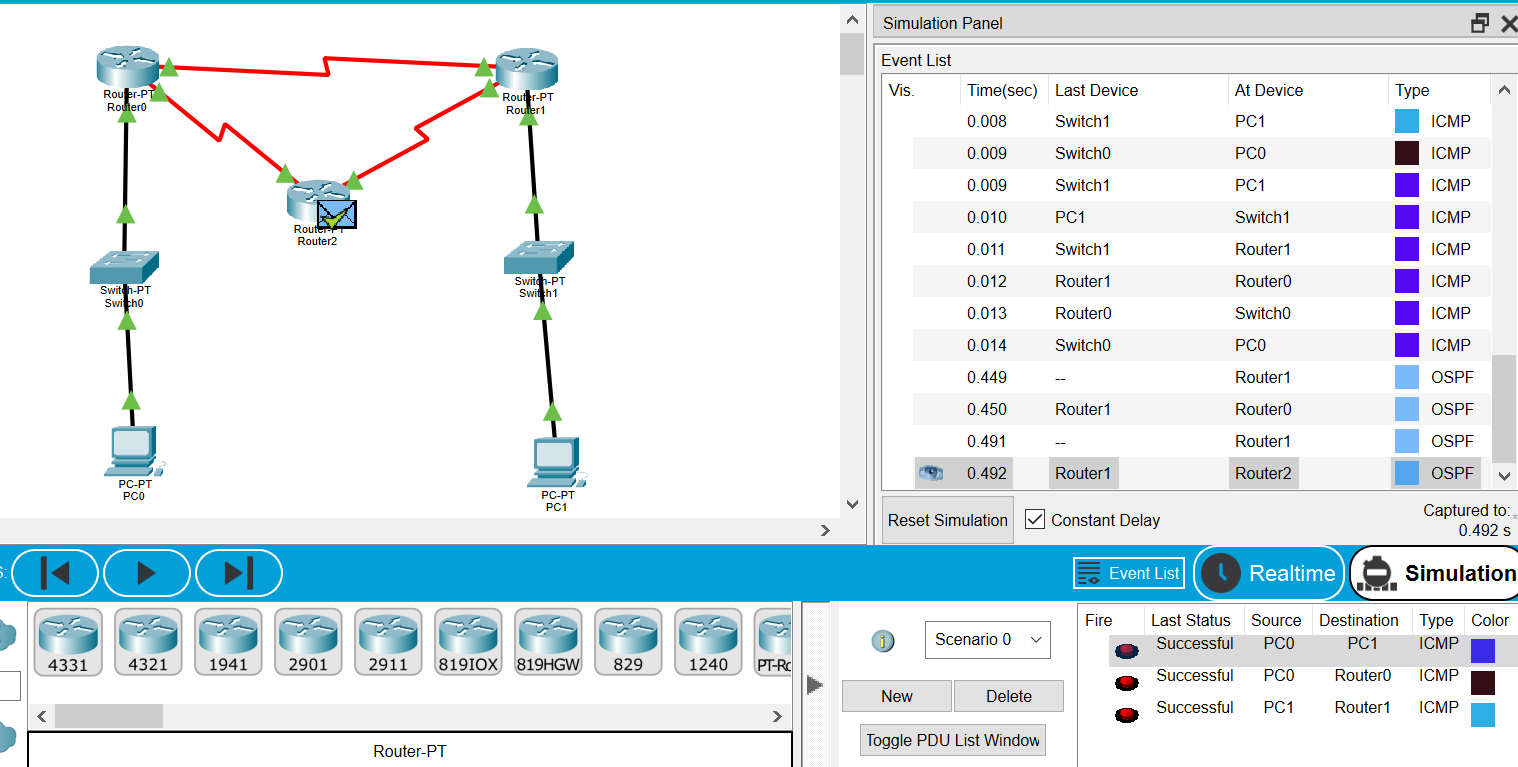 Simulation Panel
Event List
Vis. Time(sec) Last Device At Device Type
0.008 Switch1 PC1 ICMP
0.009 Switch0 PC0 ICMP
0.009 Switch1 PC1 ICMP
0.010 PC1 Switch1 ICMP
0.011 Switch1 Router1 ICMP
0.012 Router1 Router0 ICMP
0.013 Router0 Switch0 ICMP
0.014 Switch0 PC0 ICMP
0.449 -- Router1 OSPF
0.450 Router1 Router0 OSPF
0.491 -- Router1 OSPF
0.492 Router1 Router2 OSPF
Reset Simulation Constant Delay Captured to:
0.492 s
Router-PT
Router0
Router-PT
Router1
Router-PT
Router2
Switch-PT
Switch0
Switch-PT
Switch1
PC-PT
PC0
PC-PT
PC1
S: Event List Realtime Simulation
4331 4321 1941 2901 2911 819IOX 819HGW 829 1240 PT-Ro
Router-PT
Scenario 0
New Delete
Toggle PDU List Window
Fire Last Status Source Destination Type Color
Successful PC0 PC1 ICMP
Successful PC0 Router0 ICMP
Successful PC1 Router1 ICMP